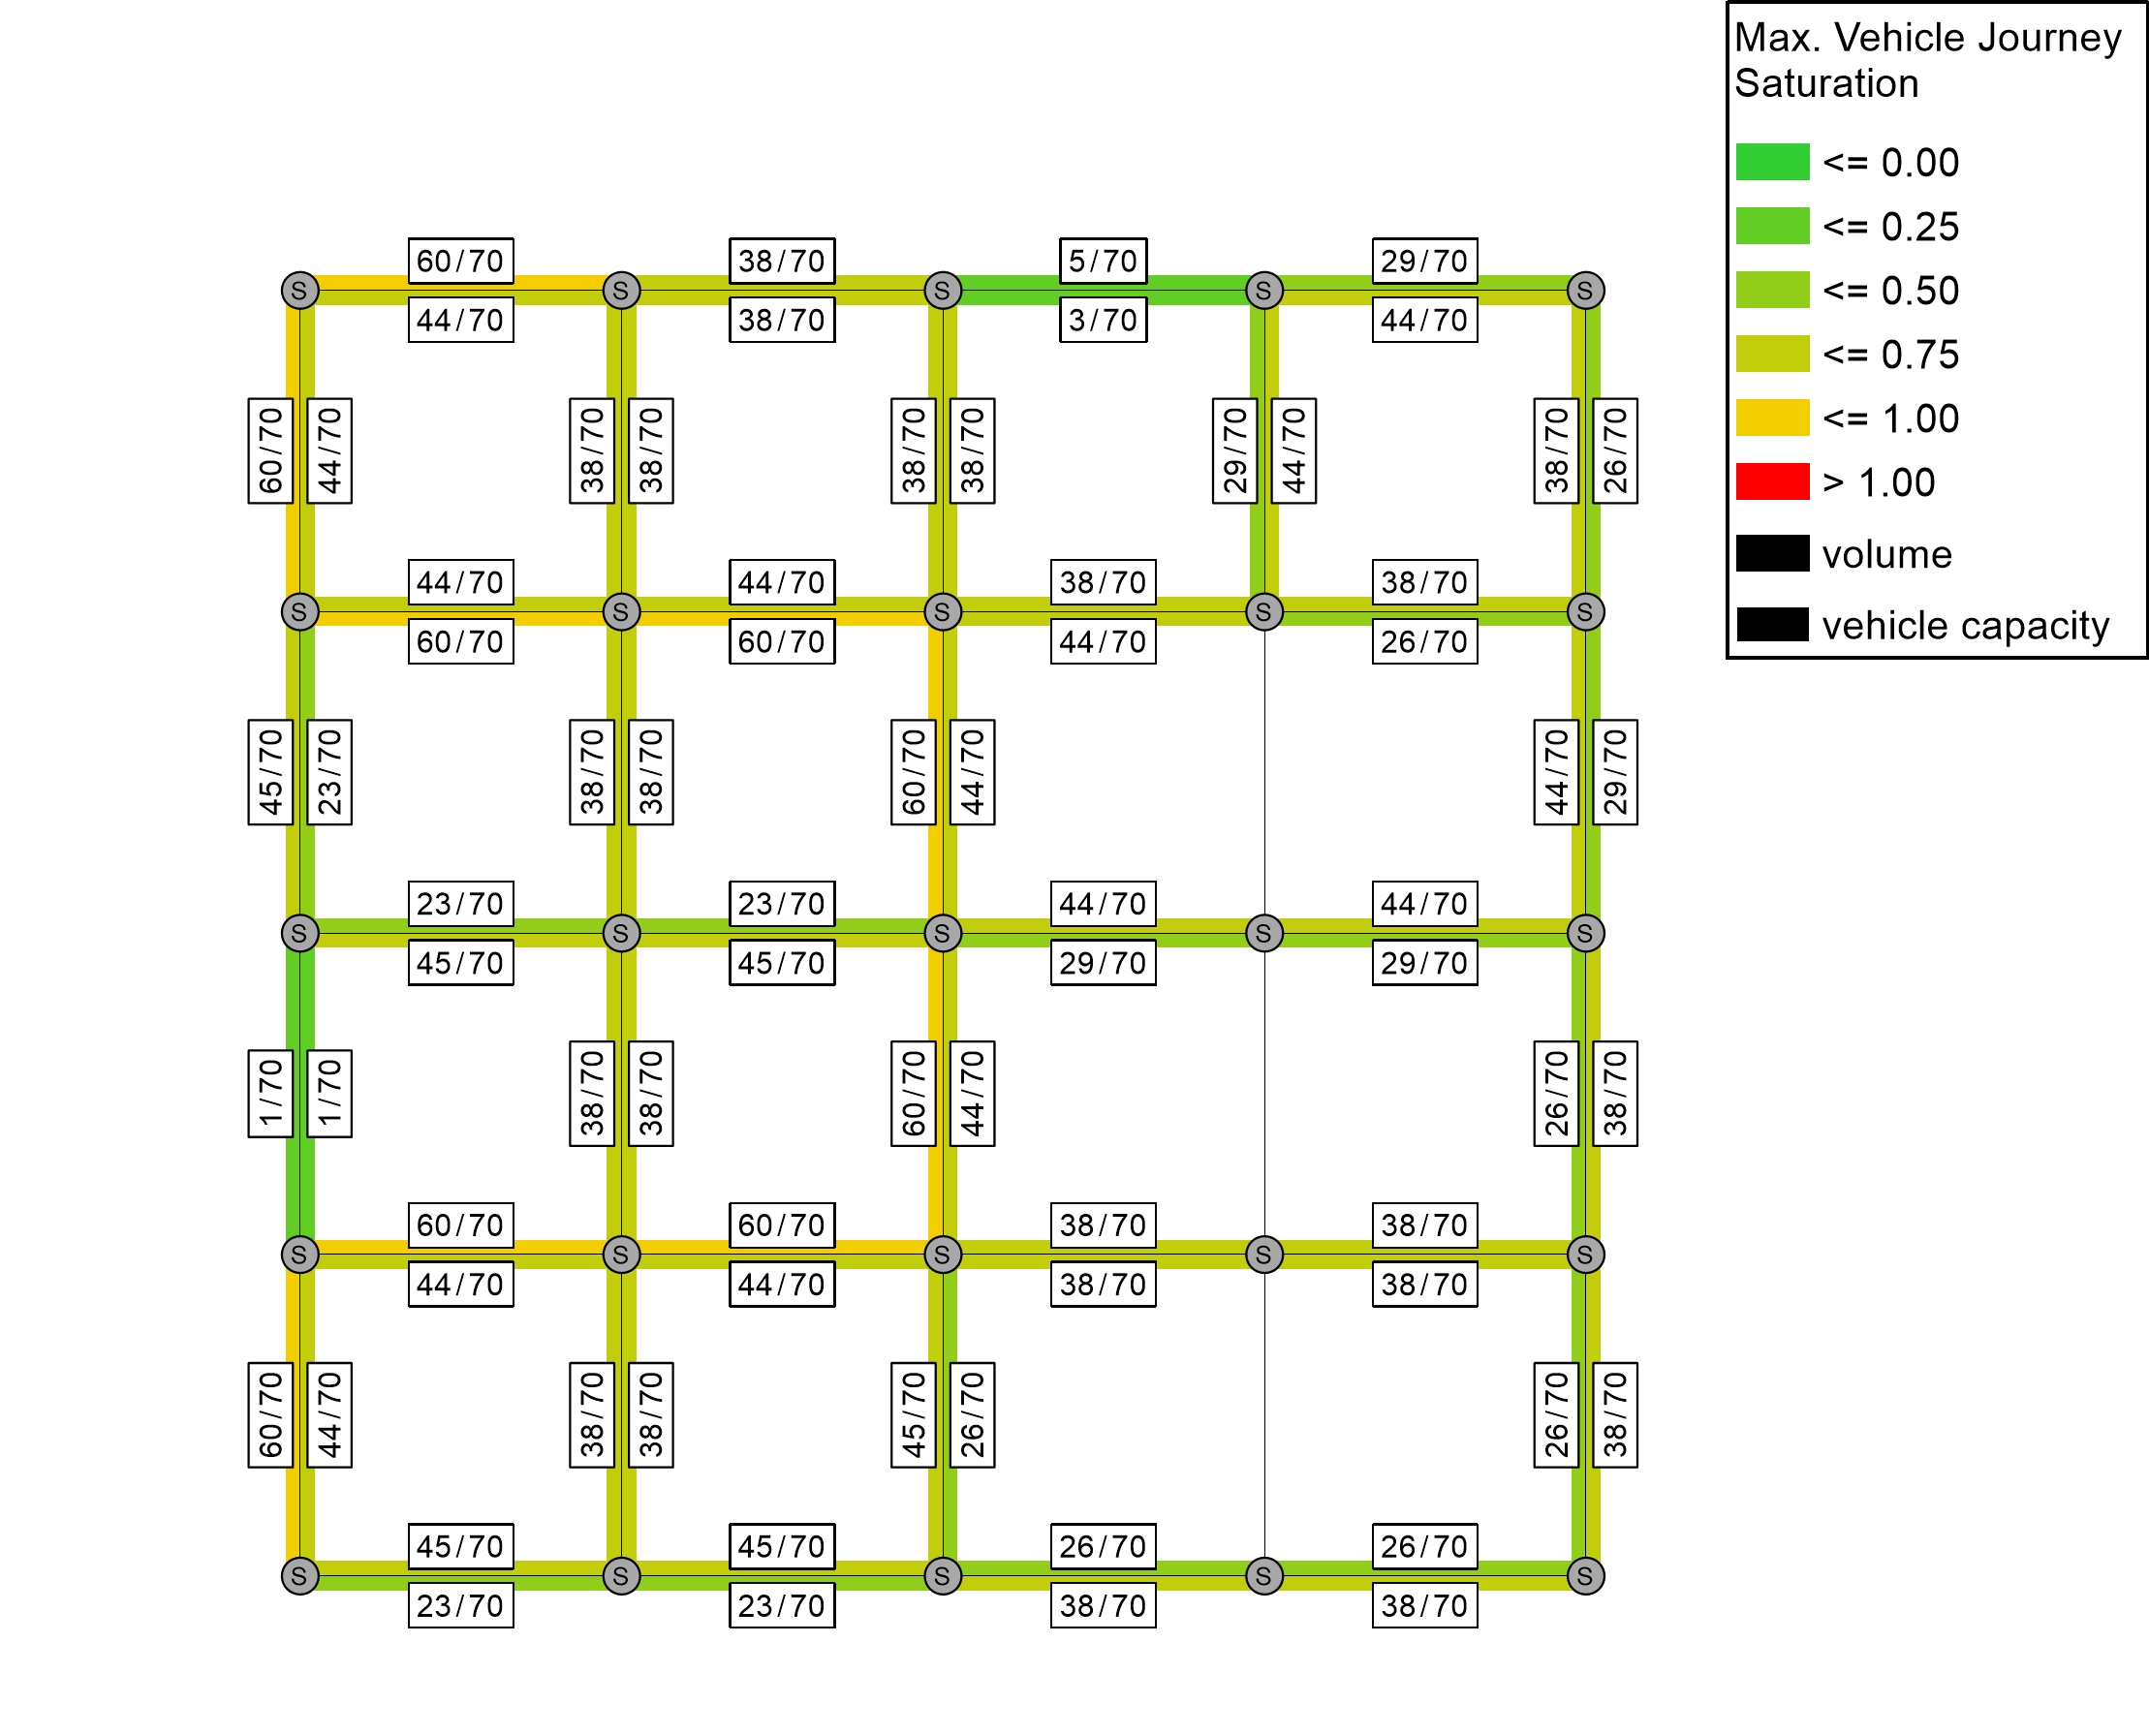 Max. Vehicle Journey
Saturation
<= 0.00
<= 0.25
<= 0.50
<= 0.75
<= 1.00
> 1.00
volume
vehicle capacity
60/70 38/70 5/70 29/70
S S S S S
44/70 38/70 3/70 44/70
60/70 44/70 38/70 38/70 38/70 38/70 29/70 44/70 38/70 26/70
44/70 44/70 38/70 38/70
S S S S S
60/70 60/70 44/70 26/70
45/70 23/70 38/70 38/70 60/70 44/70 44/70 29/70
23/70 23/70 44/70 44/70
S S S S S
45/70 45/70 29/70 29/70
1/70 1/70 38/70 38/70 60/70 44/70 26/70 38/70
60/70 60/70 38/70 38/70
S S S S S
44/70 44/70 38/70 38/70
60/70 44/70 38/70 38/70 45/70 26/70 26/70 38/70
45/70 45/70 26/70 26/70
S S S S S
23/70 23/70 38/70 38/70